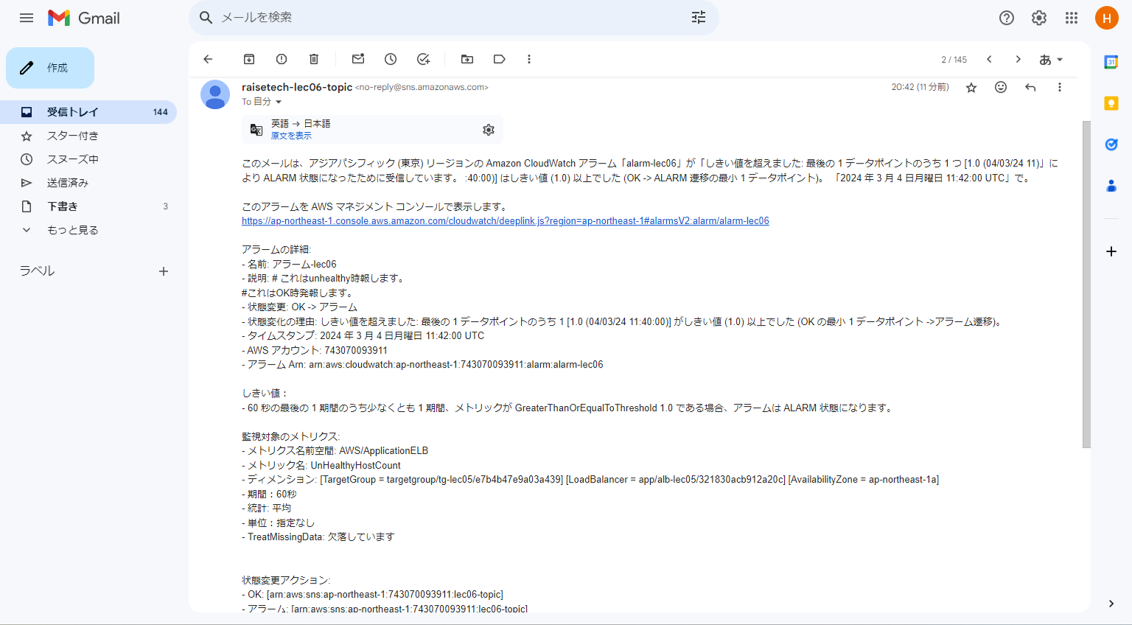 Gmail
メールを検索
H
作成
2 / 145
あ
受信トレイ 144
スター付き
スヌーズ中
送信済み
下書き 3
もっと見る
ラベル
31
raisetech-lec06-topic <no-reply@sns.amazonaws.com>
20:42 (11 分前)
To 自分
英語 → 日本語
原文を表示
このメールは、アジアパシフィック (東京) リージョンの Amazon CloudWatch アラーム「alarm-lec06」が「しきい値を超えました: 最後の 1 データポイントのうち 1 つ [1.0 (04/03/24 11)」に
より ALARM 状態になったために受信しています。 :40:00)] はしきい値 (1.0) 以上でした (OK -> ALARM 遷移の最小 1 データポイント)。 「2024 年 3 月 4 日月曜日 11:42:00 UTC」で。
このアラームを AWS マネジメント コンソールで表示します。
https://ap-northeast-1.console.aws.amazon.com/cloudwatch/deeplink.js?region=ap-northeast-1#alarmsV2:alarm/alarm-lec06
アラームの詳細:
- 名前: アラーム-lec06
- 説明: # これはunhealthy時報します。
#これはOK時発報します。
- 状態変更: OK -> アラーム
- 状態変化の理由: しきい値を超えました: 最後の 1 データポイントのうち 1 [1.0 (04/03/24 11:40:00)] がしきい値 (1.0) 以上でした (OK の最小 1 データポイント ->アラーム遷移)。
- タイムスタンプ: 2024 年 3 月 4 日月曜日 11:42:00 UTC
- AWS アカウント: 743070093911
- アラーム Arn: arn:aws:cloudwatch:ap-northeast-1:743070093911:alarm:alarm-lec06
しきい値：
- 60 秒の最後の 1 期間のうち少なくとも 1 期間、メトリックが GreaterThanOrEqualToThreshold 1.0 である場合、アラームは ALARM 状態になります。
監視対象のメトリクス:
- メトリクス名前空間: AWS/ApplicationELB
- メトリック名: UnHealthyHostCount
- ディメンション: [TargetGroup = targetgroup/tg-lec05/e7b4b47e9a03a439] [LoadBalancer = app/alb-lec05/321830acb912a20c] [AvailabilityZone = ap-northeast-1a]
- 期間：60秒
- 統計: 平均
- 単位：指定なし
- TreatMissingData: 欠落しています
状態変更アクション:
- OK: [arn:aws:sns:ap-northeast-1:743070093911:lec06-topic]
- アラーム: [arn:aws:sns:ap-northeast-1:743070093911:lec06-topic]